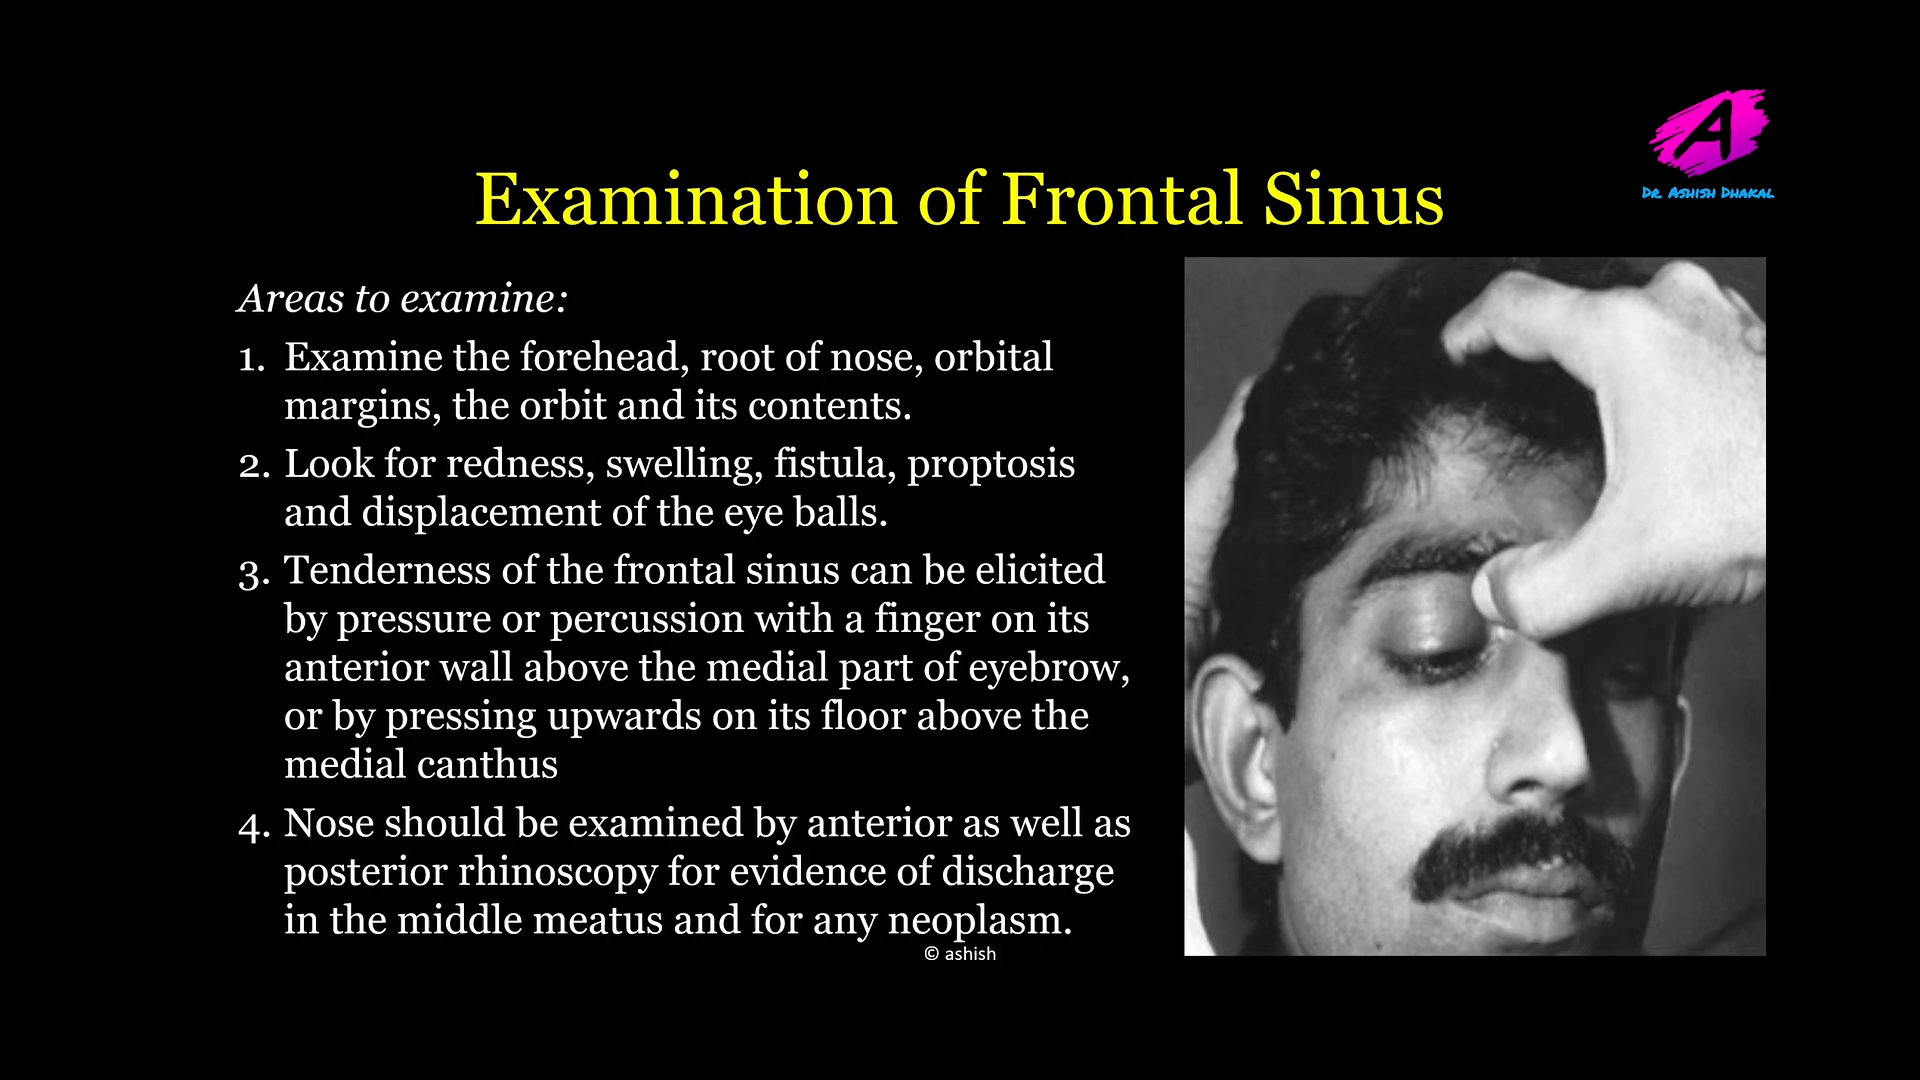 A
Dr. Ashish Dhakal
Examination of Frontal Sinus
Areas to examine:
1. Examine the forehead, root of nose, orbital
margins, the orbit and its contents.
2. Look for redness, swelling, fistula, proptosis
and displacement of the eye balls.
3. Tenderness of the frontal sinus can be elicited
by pressure or percussion with a finger on its
anterior wall above the medial part of eyebrow,
or by pressing upwards on its floor above the
medial canthus
4. Nose should be examined by anterior as well as
posterior rhinoscopy for evidence of discharge
in the middle meatus and for any neoplasm.
© ashish